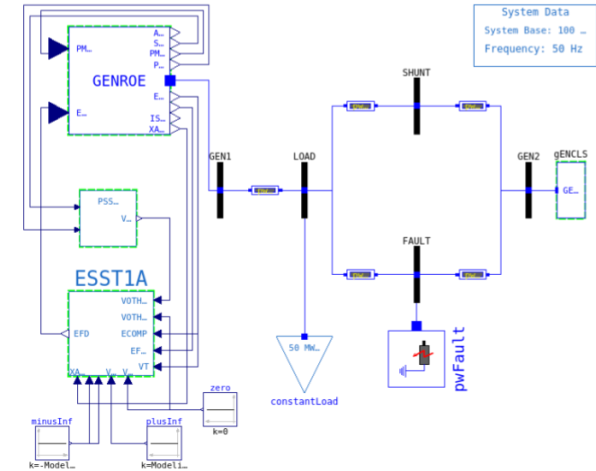 System Data
System Base: 100 …
Frequency: 50 Hz
A…
S…
PM…
PM…
P…
GENROE
E…
E…
IS…
XA…
SHUNT
GEN1
LOAD
GEN2
gENCLS
GE…
PSS…
V…
FAULT
ESST1A
VOTH…
VOTH…
EFD
ECOMP
EF…
VT
XA…
V…
V…
50 MW…
constantLoad
pwFault
zero
k=0
minusInf
plusInf
k=-Model…
k=Modeli…